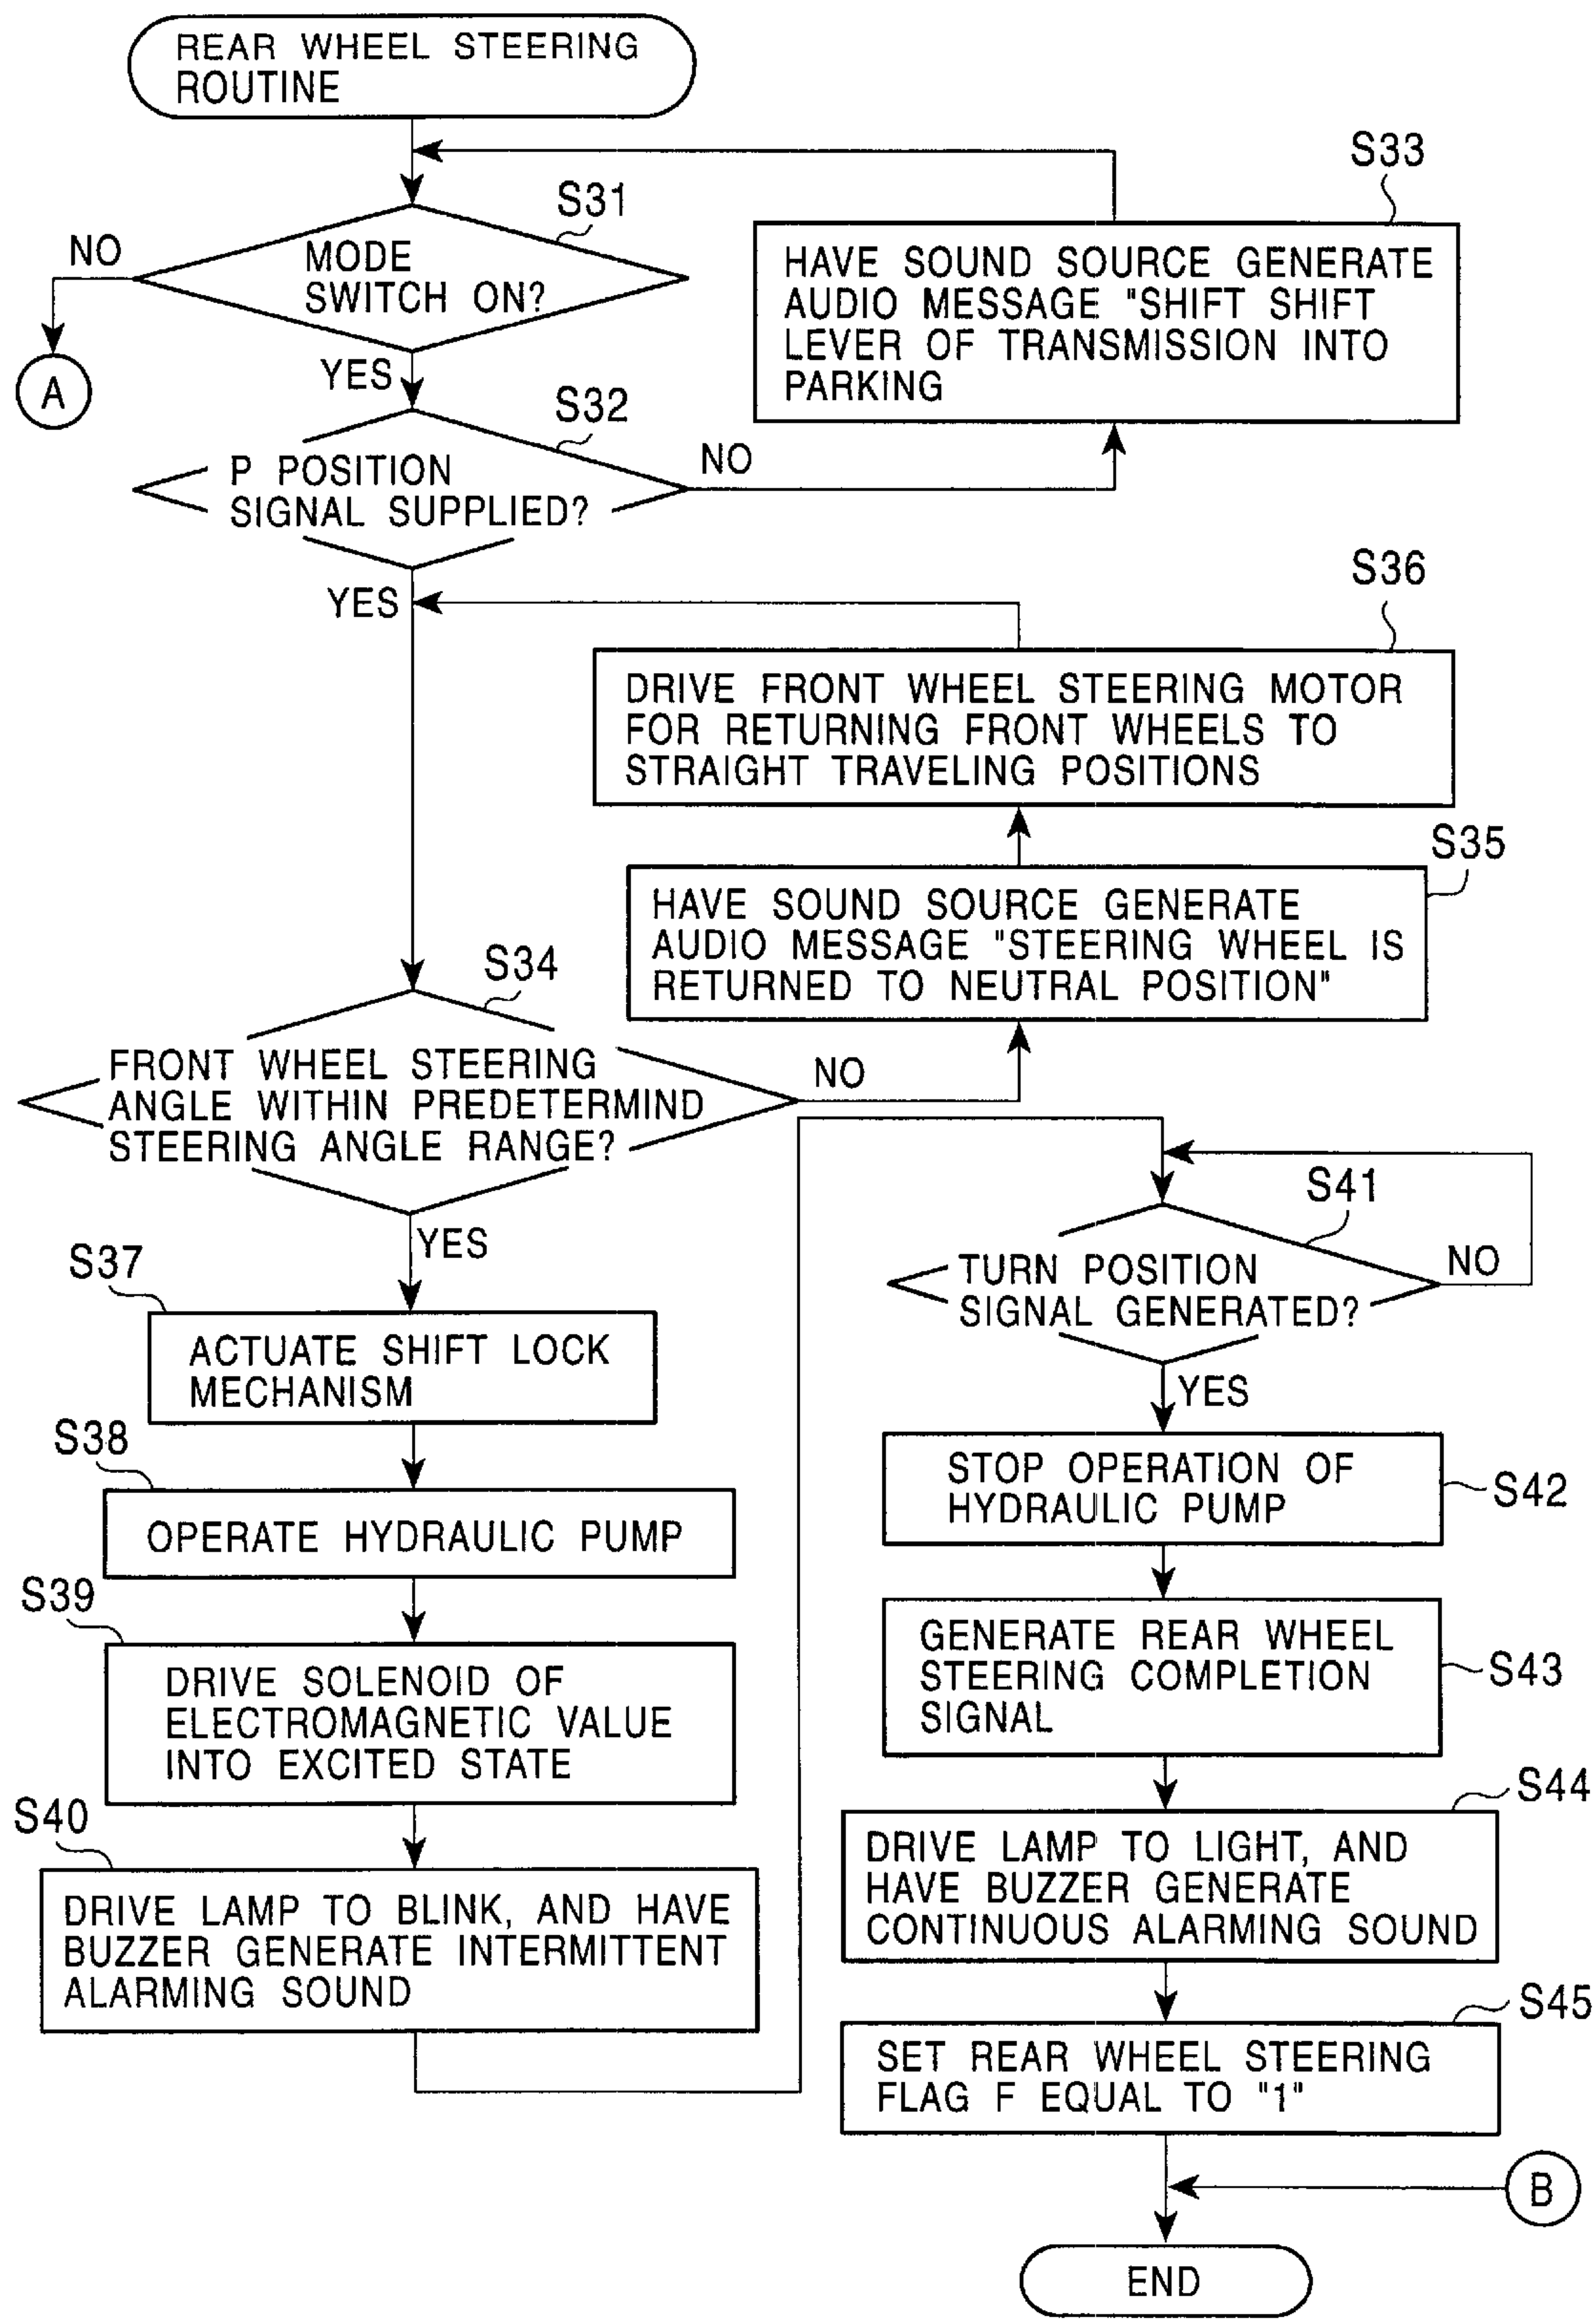 REAR WHEEL STEERING
ROUTINE
S31
MODE
SWITCH ON?
NO
A
YES
S32
P POSITION
SIGNAL SUPPLIED?
NO
YES
S33
HAVE SOUND SOURCE GENERATE
AUDIO MESSAGE "SHIFT SHIFT
LEVER OF TRANSMISSION INTO
PARKING
S36
DRIVE FRONT WHEEL STEERING MOTOR
FOR RETURNING FRONT WHEELS TO
STRAIGHT TRAVELING POSITIONS
S35
HAVE SOUND SOURCE GENERATE
AUDIO MESSAGE "STEERING WHEEL IS
RETURNED TO NEUTRAL POSITION"
S34
FRONT WHEEL STEERING
ANGLE WITHIN PREDETERMIND
STEERING ANGLE RANGE?
NO
YES
S37
ACTUATE SHIFT LOCK
MECHANISM
S38
OPERATE HYDRAULIC PUMP
S39
DRIVE SOLENOID OF
ELECTROMAGNETIC VALUE
INTO EXCITED STATE
S40
DRIVE LAMP TO BLINK, AND HAVE
BUZZER GENERATE INTERMITTENT
ALARMING SOUND
S41
TURN POSITION
SIGNAL GENERATED?
NO
YES
STOP OPERATION OF
HYDRAULIC PUMP
S42
GENERATE REAR WHEEL
STEERING COMPLETION
SIGNAL
S43
S44
DRIVE LAMP TO LIGHT, AND
HAVE BUZZER GENERATE
CONTINUOUS ALARMING SOUND
S45
SET REAR WHEEL STEERING
FLAG F EQUAL TO "1"
B
END